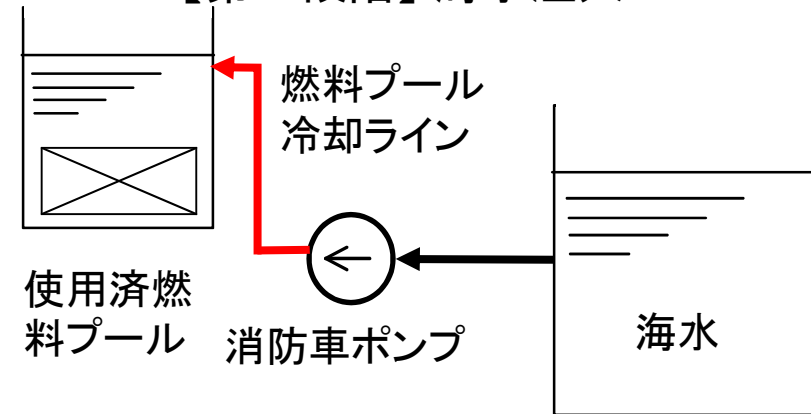 燃料プール
冷却ライン
使用済燃
料プール
消防車ポンプ
海水